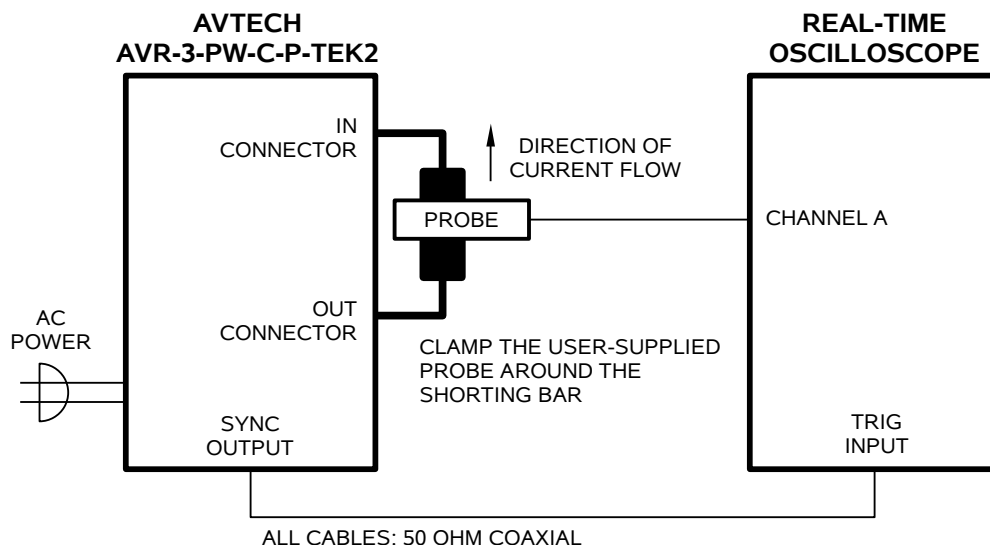 AVTECH
AVR-3-PW-C-P-TEK2
REAL-TIME
OSCILLOSCOPE
IN
CONNECTOR
DIRECTION OF
CURRENT FLOW
PROBE
CHANNEL A
OUT
CONNECTOR
AC
POWER
CLAMP THE USER-SUPPLIED
PROBE AROUND THE
SHORTING BAR
SYNC
OUTPUT
TRIG
INPUT
ALL CABLES: 50 OHM COAXIAL